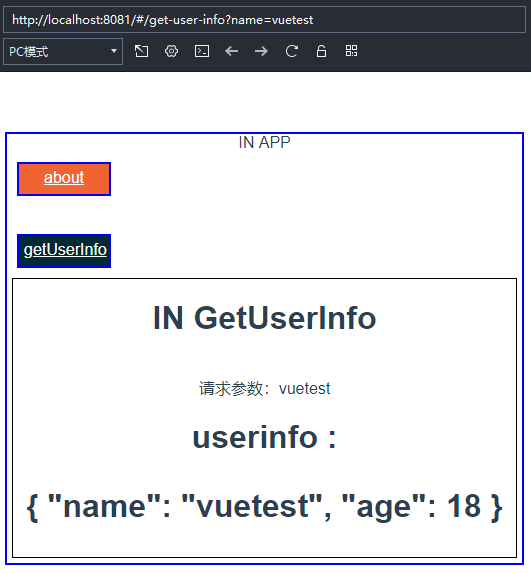 http://localhost:8081/#/get-user-info?name=vuetest
PC模式
IN APP
about
getUserInfo
IN GetUserInfo
请求参数：vuetest
userinfo :
{ "name": "vuetest", "age": 18 }